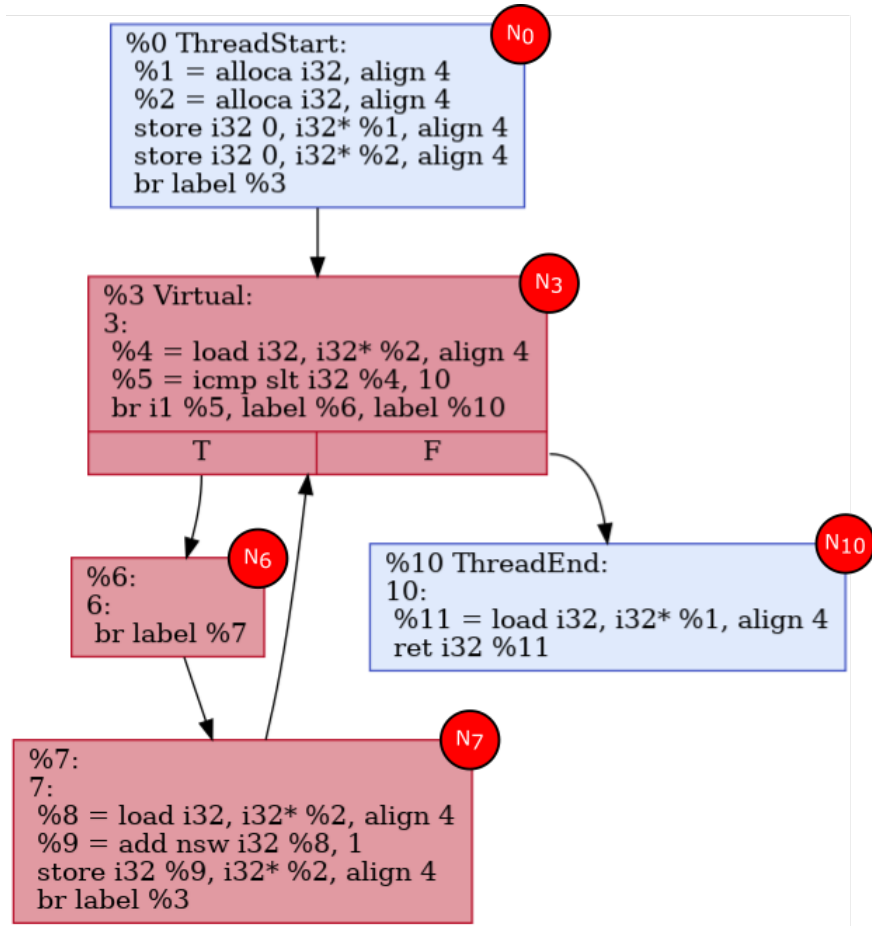 %0 ThreadStart:
%1 = alloca i32, align 4
%2 = alloca i32, align 4
store i32 0, i32* %1, align 4
store i32 0, i32* %2, align 4
br label %3
N0
%3 Virtual:
3:
%4 = load i32, i32* %2, align 4
%5 = icmp slt i32 %4, 10
br i1 %5, label %6, label %10
T
F
N3
%6:
6:
br label %7
N6
%10 ThreadEnd:
10:
%11 = load i32, i32* %1, align 4
ret i32 %11
N10
%7:
7:
%8 = load i32, i32* %2, align 4
%9 = add nsw i32 %8, 1
store i32 %9, i32* %2, align 4
br label %3
N7